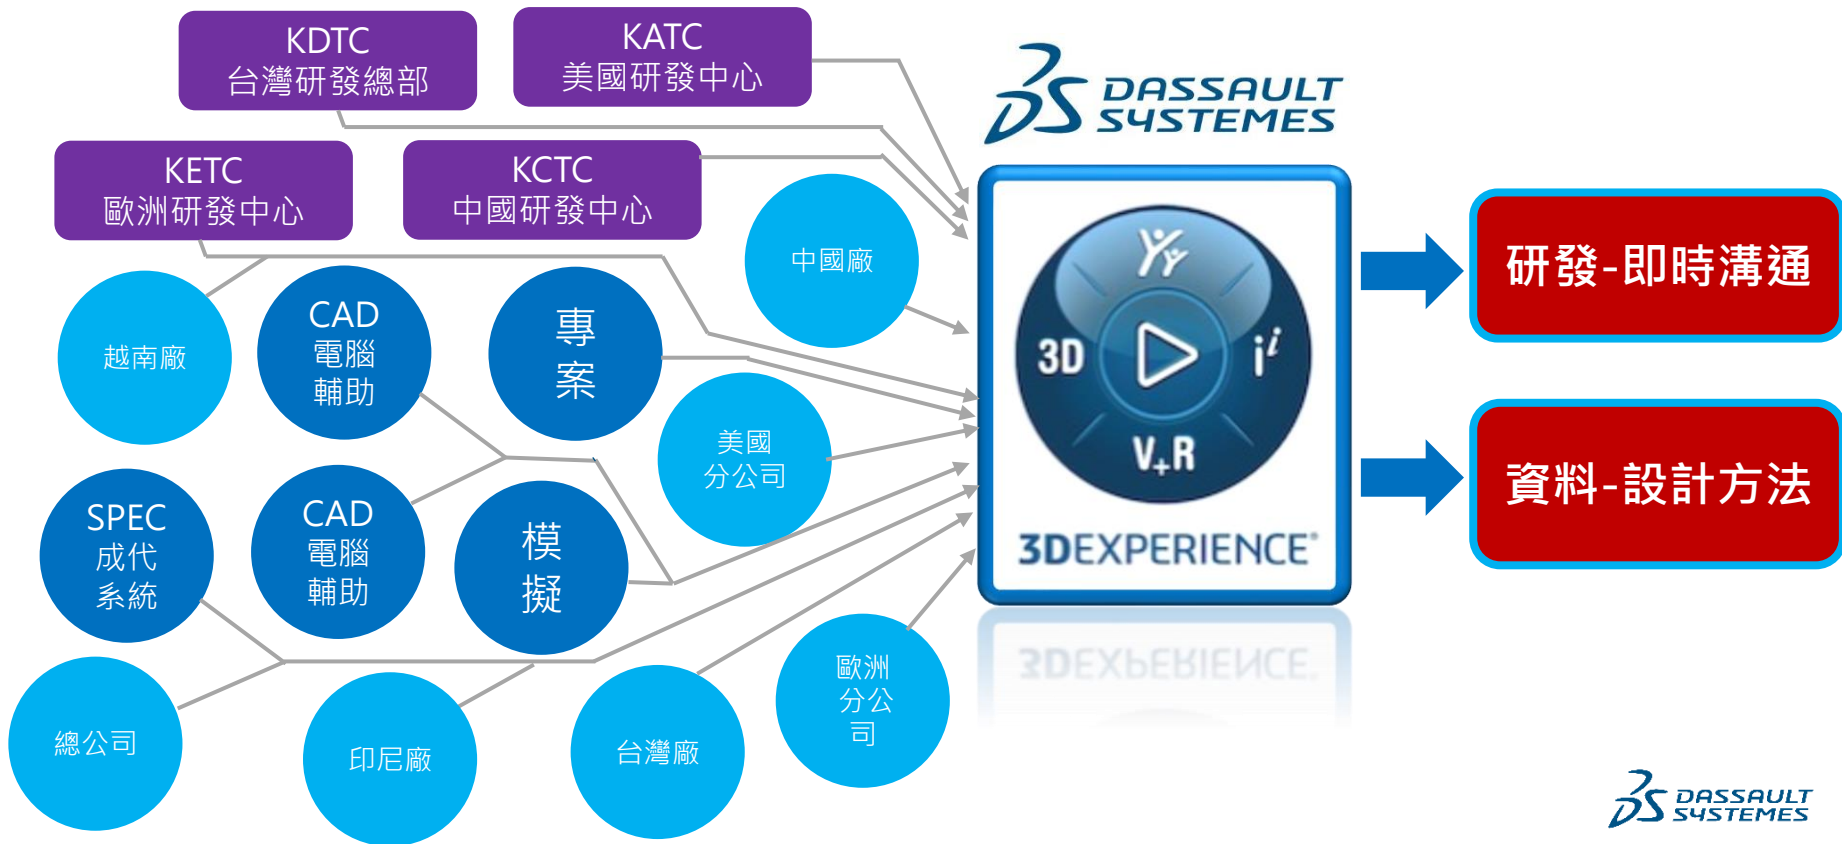 KDTC
台灣研發總部
KATC
美國研發中心
KETC
歐洲研發中心
KCTC
中國研發中心
DASSAULT
SYSTEMES
中國廠
越南廠
CAD
電腦
輔助
專
案
美國
分公司
SPEC
成代
系統
CAD
電腦
輔助
模
擬
總公司
印尼廠
台灣廠
歐洲
分公
司
3D
i
V+R
3DEXPERIENCE®
3DEXPERIENCE
研發-即時溝通
資料-設計方法
DASSAULT
SYSTEMES